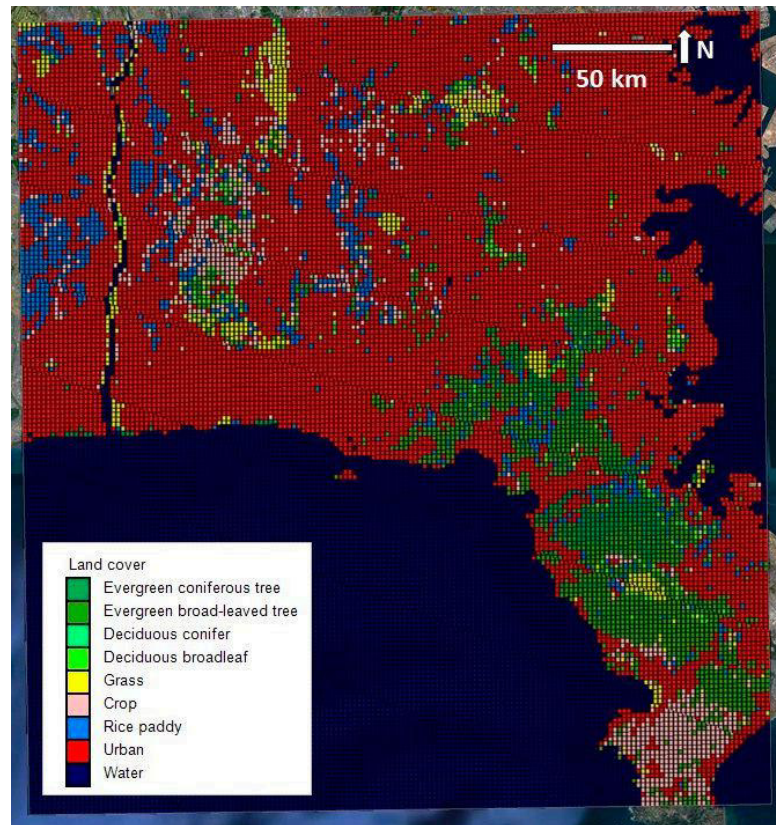 N
50 km
Land cover
Evergreen coniferous tree
Evergreen broad-leaved tree
Deciduous conifer
Deciduous broadleaf
Grass
Crop
Rice paddy
Urban
Water